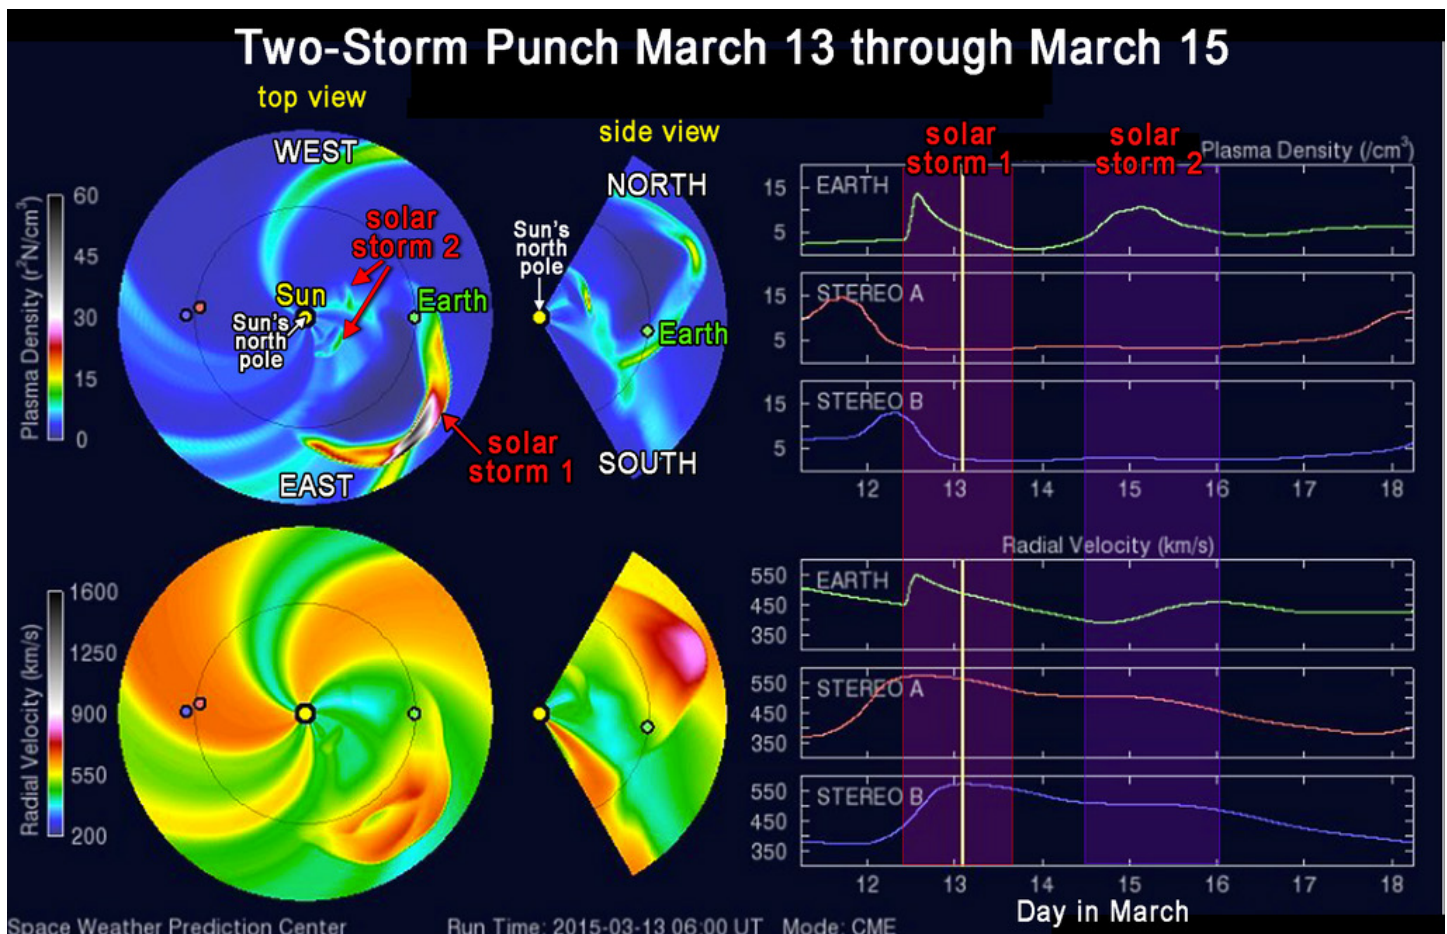 Two-Storm Punch March 13 through March 15
top view
WEST
solar
storm 2
Sun
Earth
Sun's
north
pole
solar
storm 1
EAST
Plasma Density (r²N/cm³)
60
45
30
15
0
side view
NORTH
Sun's
north
pole
Earth
SOUTH
solar
storm 1
solar
storm 2
Plasma Density (/cm³)
EARTH
15
5
STEREO A
15
5
STEREO B
15
5
12 13 14 15 16 17 18
Radial Velocity (km/s)
1600
1250
900
550
200
Radial Velocity (km/s)
EARTH
550
450
350
STEREO A
550
450
350
STEREO B
550
450
350
12 13 14 15 16 17 18
Day in March
Space Weather Prediction Center
Run Time: 2015-03-13 06:00 UT Mode: CME